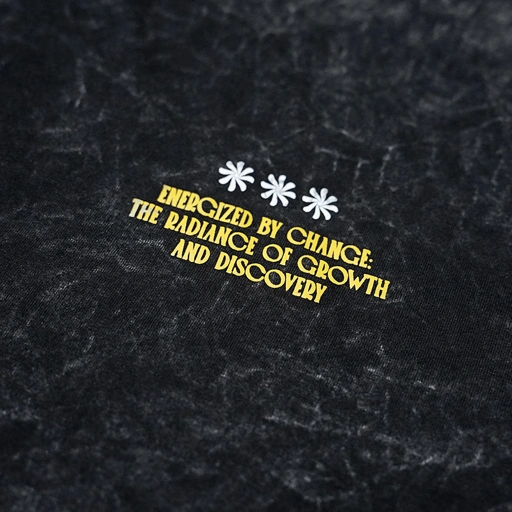 ENERGIZED BY CHANGE:
THE RADIANCE OF GROWTH
AND DISCOVERY